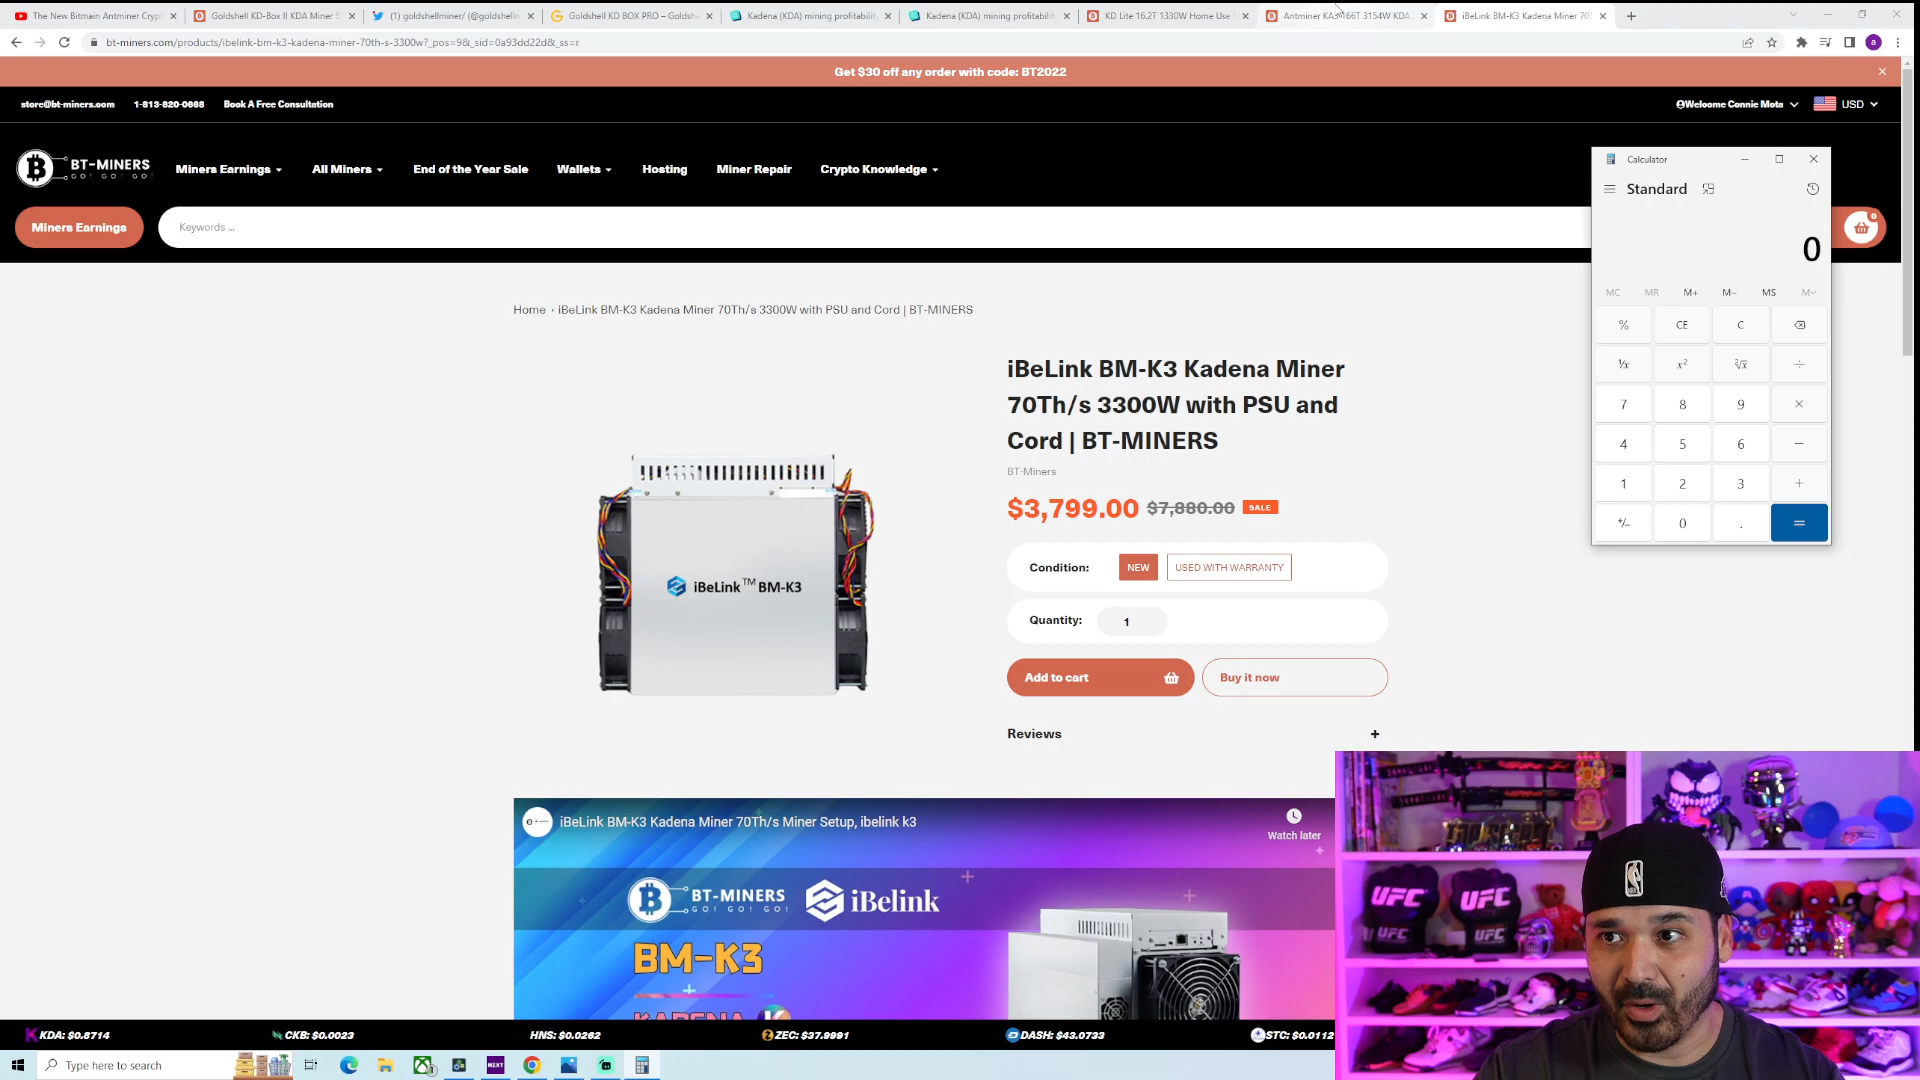 The New Bitmain Antminer Cryp
Goldshell KD-Box II KDA Miner 5
(1) goldshellminer/ (@goldshellm
Goldshell KD BOX PRO – Goldsh
Kadena (KDA) mining profitability
Kadena (KDA) mining profitability
KD Lite 16.2T 1330W Home Use
Antminer KA3 166T 3154W KDA
iBeLink BM-K3 Kadena Miner 70
bt-miners.com/products/ibelink-bm-k3-kadena-miner-70th-s-3300w?_pos=9&_sid=0a93dd22d&_ss=r
a
Get $30 off any order with code: BT2022
store@bt-miners.com 1-813-820-0668 Book A Free Consultation
Welcome Connie Mota
USD
BT-MINERS
GO! GO! GO!
Miners Earnings
All Miners
End of the Year Sale
Wallets
Hosting
Miner Repair
Crypto Knowledge
Miners Earnings
Keywords ...
0
Calculator
Standard
0
MC MR M+ M− MS M
% CE C
¹/x x² ²√x ÷
7 8 9 ×
4 5 6 −
1 2 3 +
+/− 0 . =
Home · iBeLink BM-K3 Kadena Miner 70Th/s 3300W with PSU and Cord | BT-MINERS
iBeLink BM-K3 Kadena Miner
70Th/s 3300W with PSU and
Cord | BT-MINERS
BT-Miners
$3,799.00 $7,880.00 SALE
Condition: NEW USED WITH WARRANTY
Quantity: 1
Add to cart
Buy it now
Reviews +
iBeLink™ BM-K3
iBeLink BM-K3 Kadena Miner 70Th/s Miner Setup, ibelink k3
Watch later
BT-MINERS
GO! GO! GO!
iBelink
BM-K3
KADENA
UFC
UFC
KDA: $0.8714
CKB: $0.0023
HNS: $0.0262
ZEC: $37.9991
DASH: $43.0733
STC: $0.0112
Type here to search
NEXT